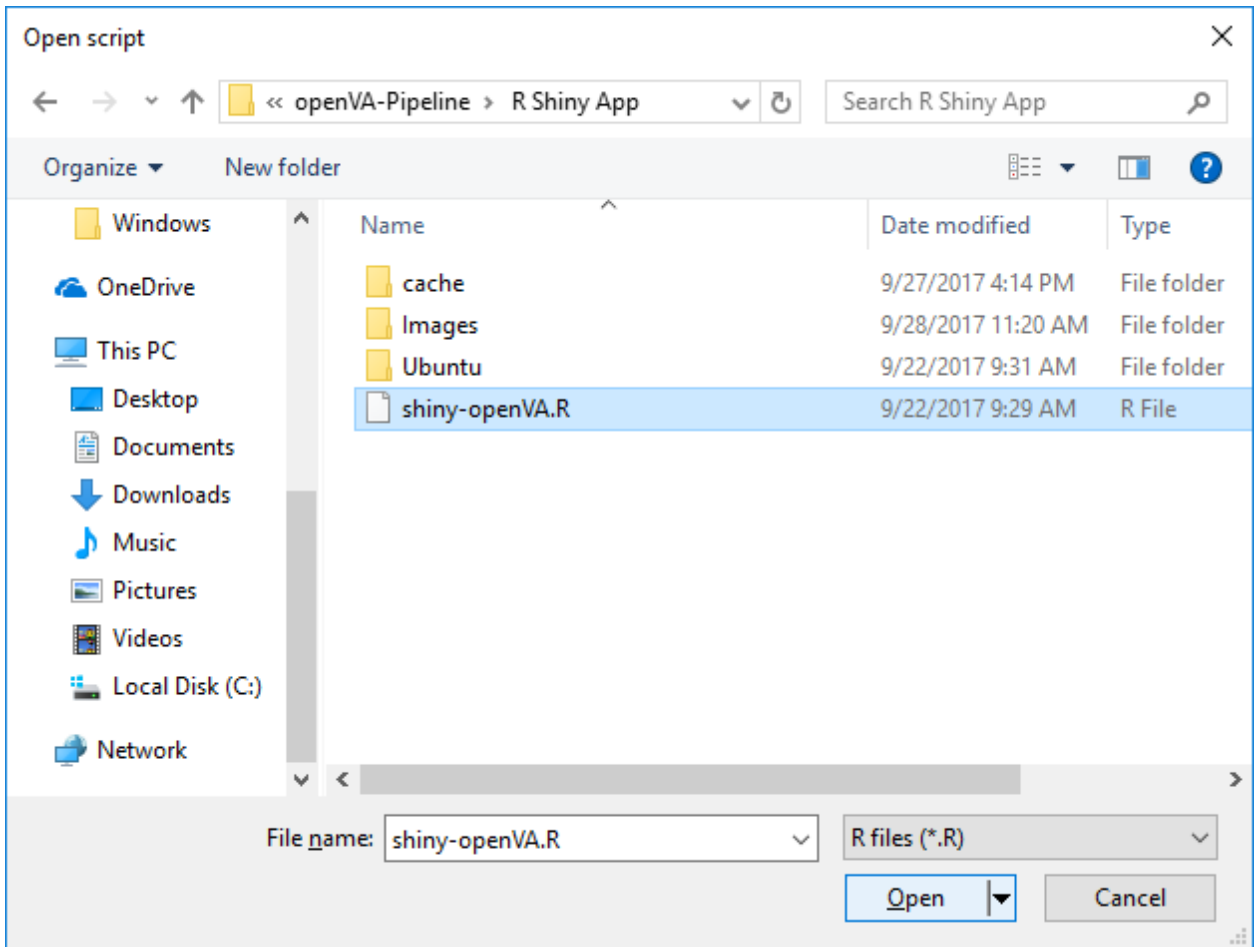 Open script
« openVA-Pipeline > R Shiny App
Search R Shiny App
Organize
New folder
Name
Date modified
Type
Windows
OneDrive
This PC
Desktop
Documents
Downloads
Music
Pictures
Videos
Local Disk (C:)
Network
cache 9/27/2017 4:14 PM File folder
Images 9/28/2017 11:20 AM File folder
Ubuntu 9/22/2017 9:31 AM File folder
shiny-openVA.R 9/22/2017 9:29 AM R File
File name: shiny-openVA.R
R files (*.R)
Open
Cancel